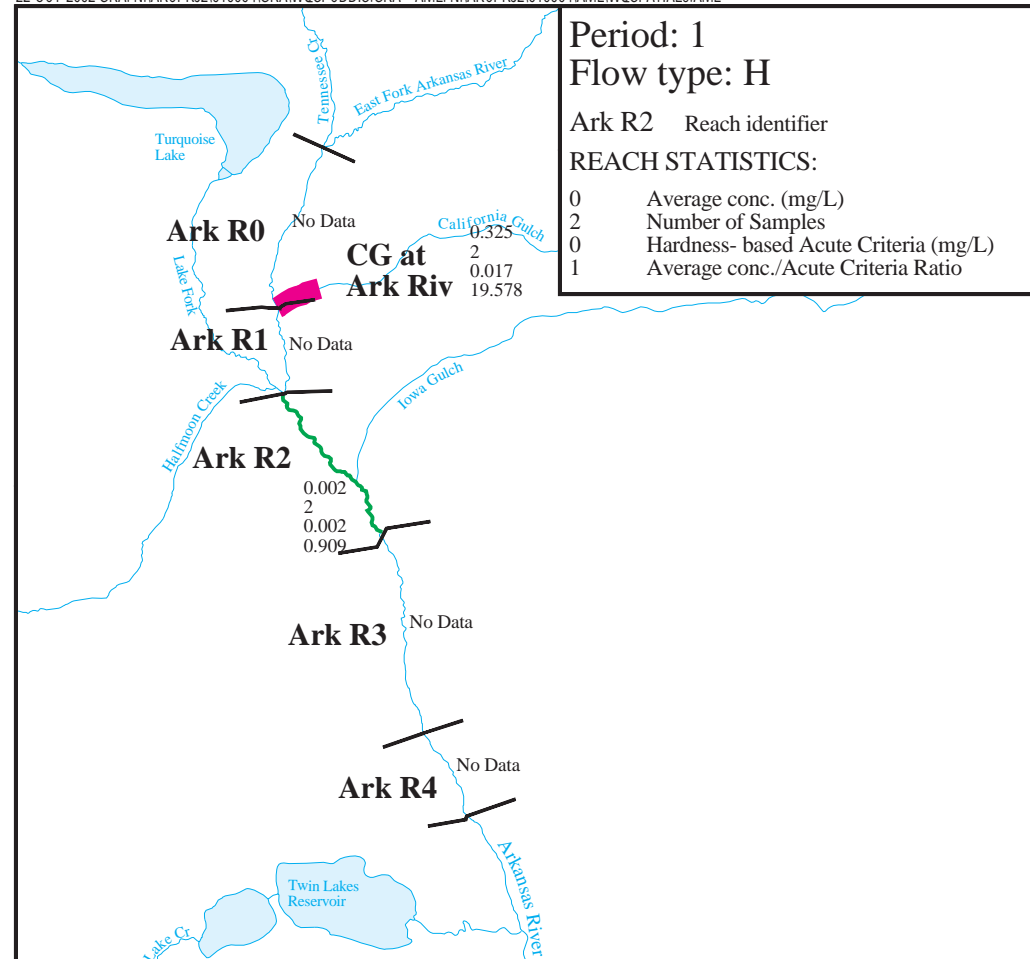 Period: 1
Flow type: H
Ark R2 Reach identifier
REACH STATISTICS:
0 Average conc. (mg/L)
2 Number of Samples
0 Hardness- based Acute Criteria (mg/L)
1 Average conc./Acute Criteria Ratio
Tennessee Cr
East Fork Arkansas River
Turquoise
Lake
Ark R0
No Data
California Gulch
CG at
Ark Riv
0.325
2
0.017
19.578
Lake Fork
Ark R1
No Data
Iowa Gulch
Halfmoon Creek
Ark R2
0.002
2
0.002
0.909
Ark R3
No Data
Ark R4
No Data
Arkansas River
Twin Lakes
Reservoir
Lake Cr